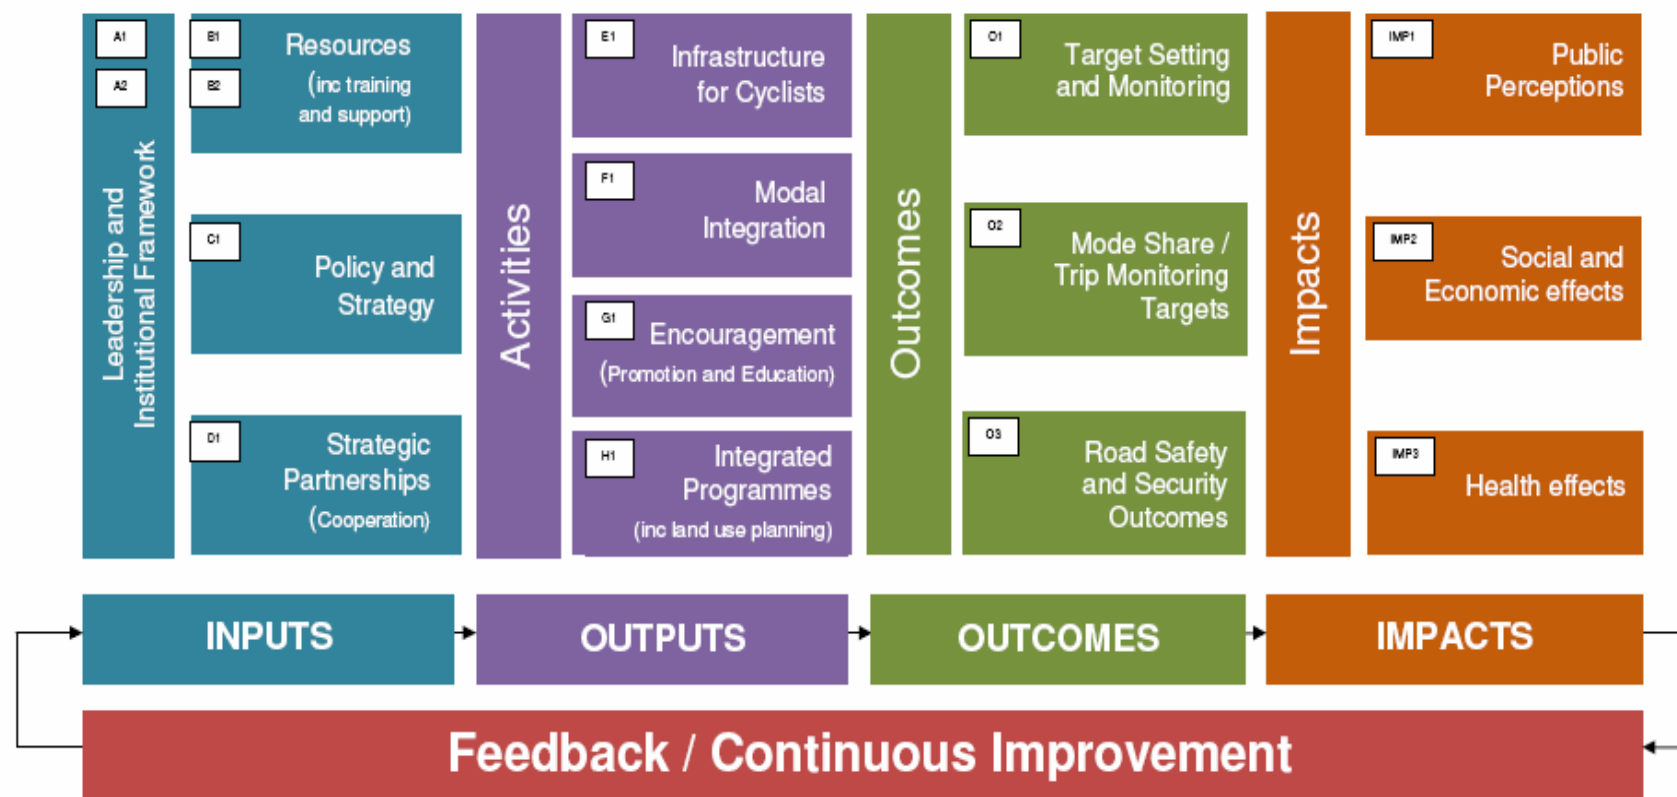 Leadership and
Institutional Framework
A1
A2
B1
B2
Resources
(inc training
and support)
C1
Policy and
Strategy
D1
Strategic
Partnerships
(Cooperation)
Activities
E1
Infrastructure
for Cyclists
F1
Modal
Integration
G1
Encouragement
(Promotion and Education)
H1
Integrated
Programmes
(inc land use planning)
Outcomes
O1
Target Setting
and Monitoring
O2
Mode Share /
Trip Monitoring
Targets
O3
Road Safety
and Security
Outcomes
Impacts
IMP1
Public
Perceptions
IMP2
Social and
Economic effects
IMP3
Health effects
INPUTS
OUTPUTS
OUTCOMES
IMPACTS
Feedback / Continuous Improvement